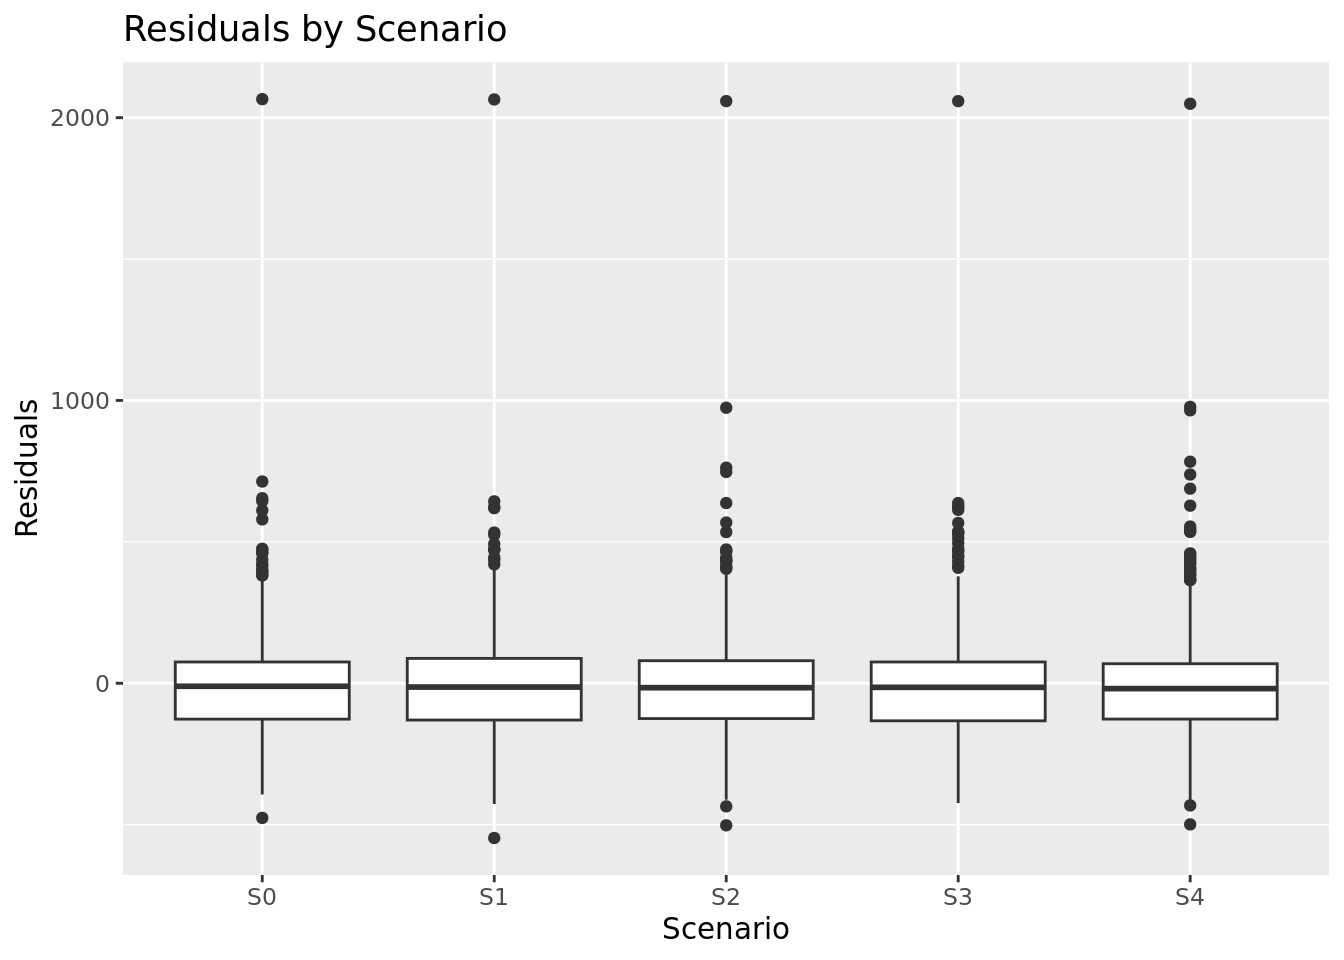 Residuals by Scenario
2000
1000
0
Residuals
S0 S1 S2 S3 S4
Scenario